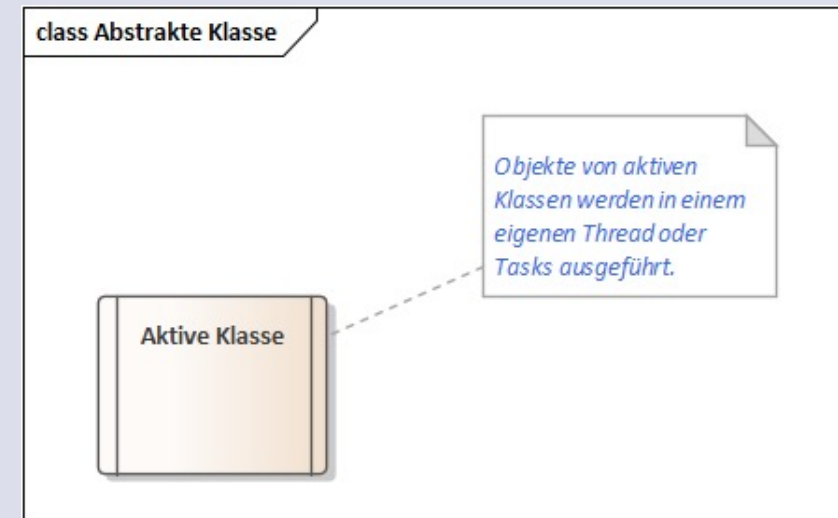 class Abstrakte Klasse
Objekte von aktiven
Klassen werden in einem
eigenen Thread oder
Tasks ausgeführt.
Aktive Klasse